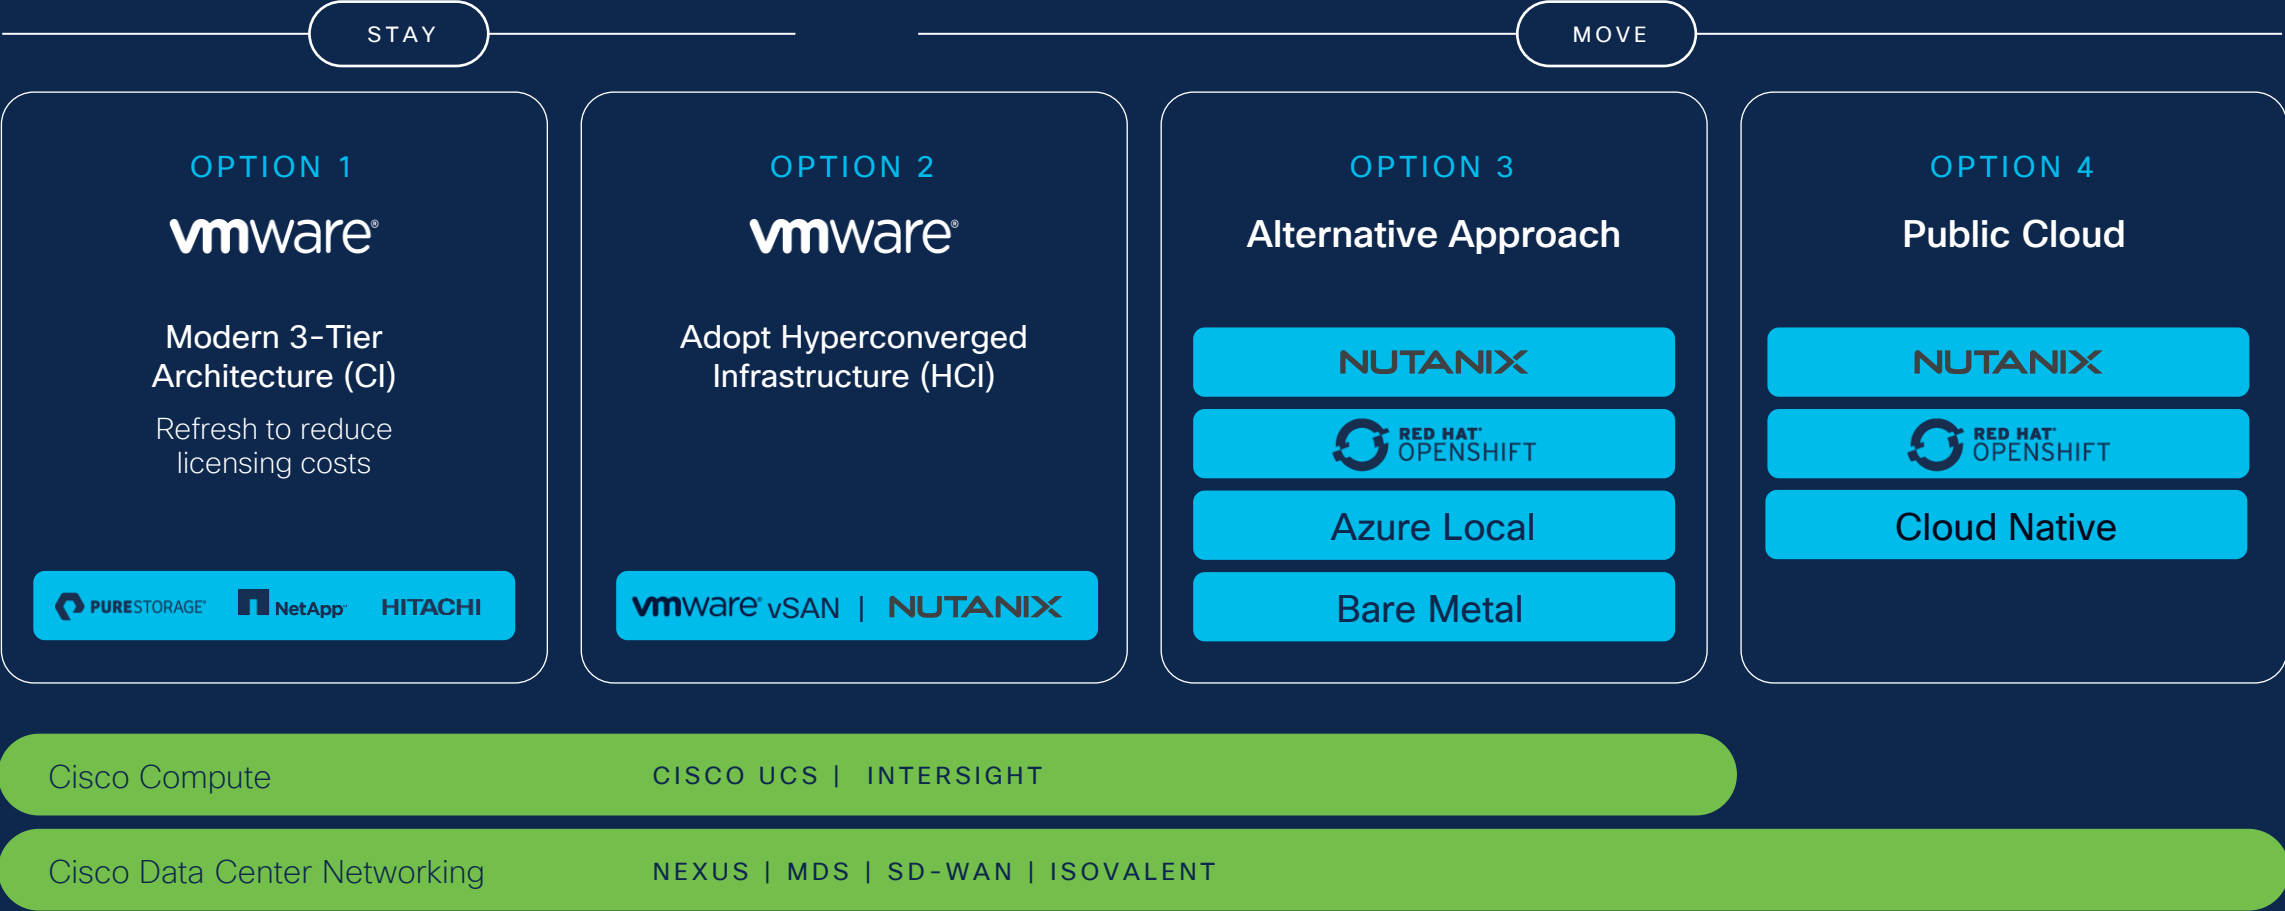 STAY
MOVE
OPTION 1
vmware®
Modern 3-Tier
Architecture (CI)
Refresh to reduce
licensing costs
PURESTORAGE® NetApp™ HITACHI
OPTION 2
vmware®
Adopt Hyperconverged
Infrastructure (HCI)
vmware® vSAN | NUTANIX
OPTION 3
Alternative Approach
NUTANIX
RED HAT®
OPENSHIFT
Azure Local
Bare Metal
OPTION 4
Public Cloud
NUTANIX
RED HAT®
OPENSHIFT
Cloud Native
Cisco Compute CISCO UCS | INTERSIGHT
Cisco Data Center Networking NEXUS | MDS | SD-WAN | ISOVALENT